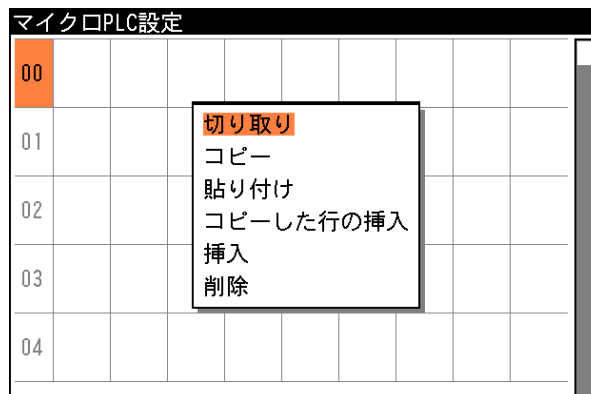 マイクロPLC設定
00
切り取り
01
コピー
貼り付け
02
コピーした行の挿入
挿入
03
削除
04